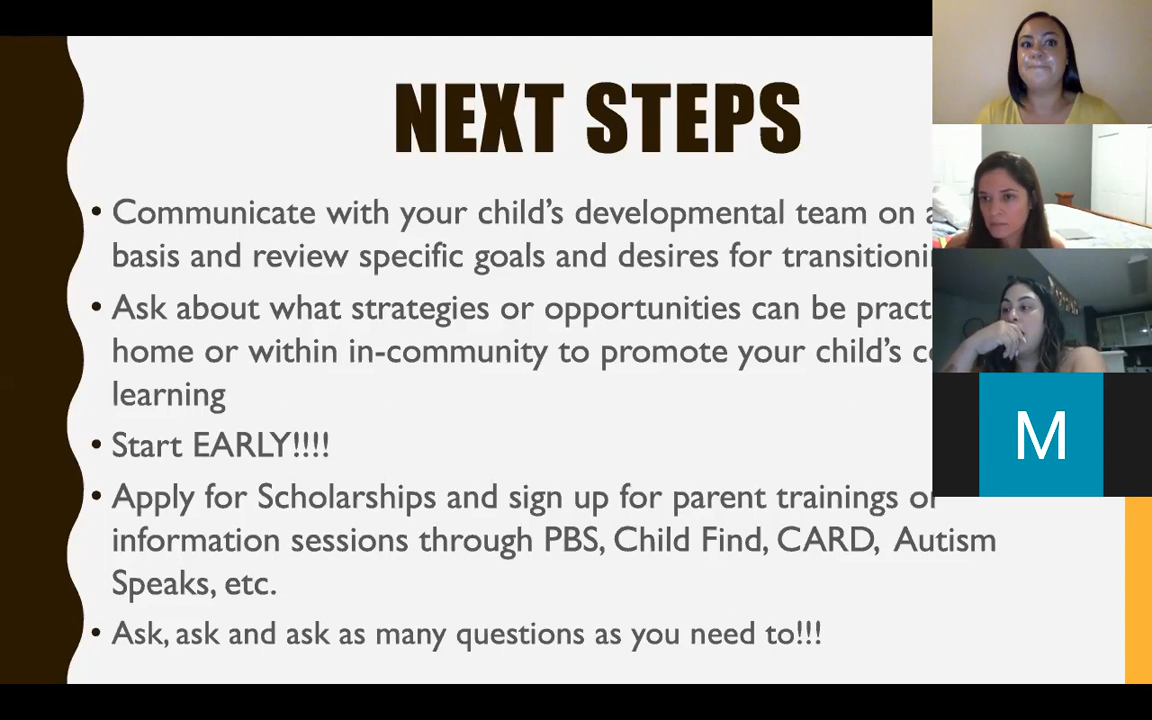 NEXT STEPS
• Communicate with your child's developmental team on
basis and review specific goals and desires for
• Ask about what strategies or opportunities can be
home or within in-community to promote your child's
learning
• Start EARLY!!!!
• Apply for Scholarships and sign up for parent trainings or
information sessions through PBS, Child Find, CARD, Autism
Speaks, etc.
• Ask, ask and ask as many questions as you need to!!!
M